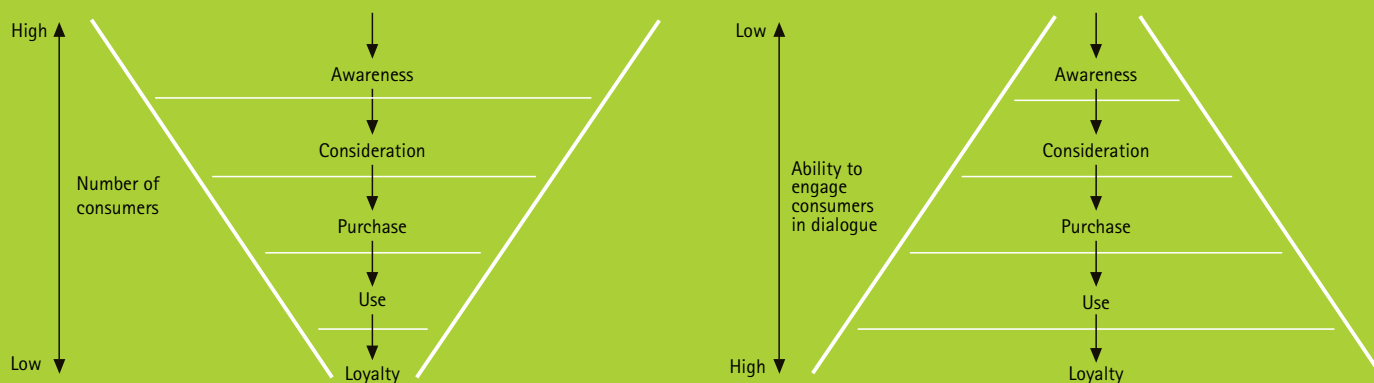 High
Awareness
Consideration
Number of
consumers
Purchase
Use
Low
Loyalty
Low
Awareness
Consideration
Ability to
engage
consumers
in dialogue
Purchase
Use
High
Loyalty